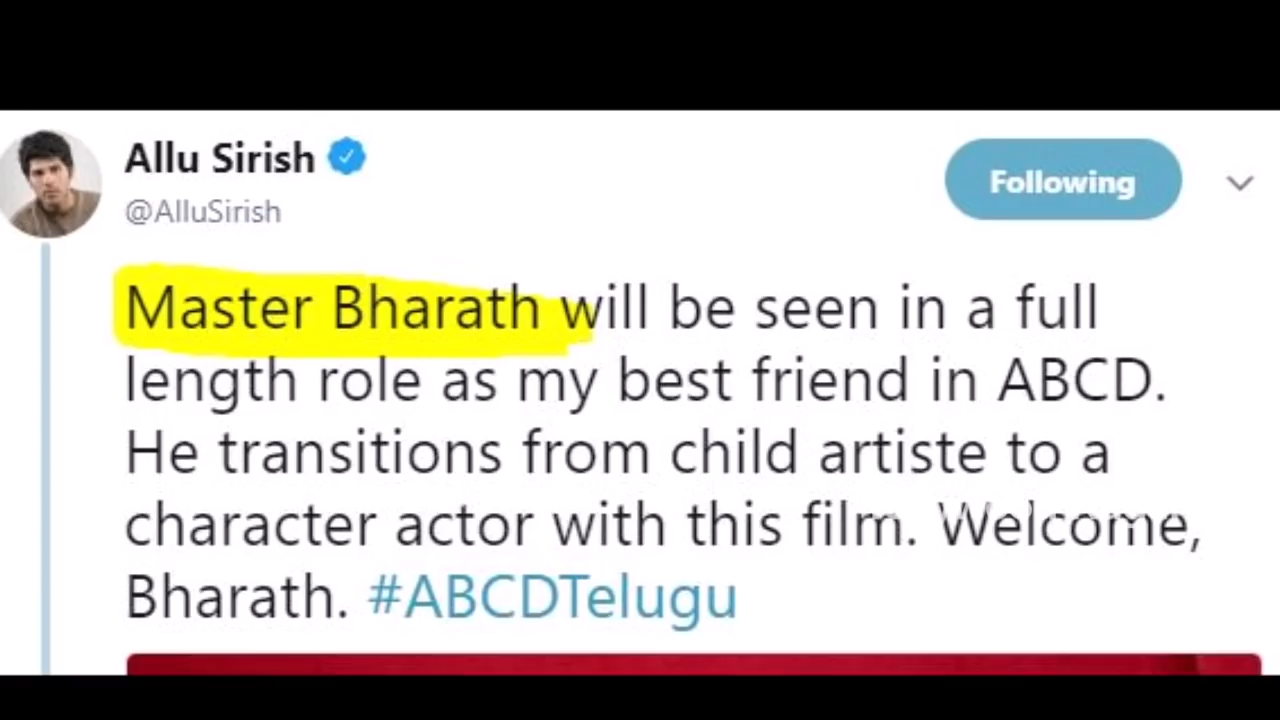 Allu Sirish
@AlluSirish
Following
Master Bharath will be seen in a full
length role as my best friend in ABCD.
He transitions from child artiste to a
character actor with this film. Welcome,
Bharath. #ABCDTelugu